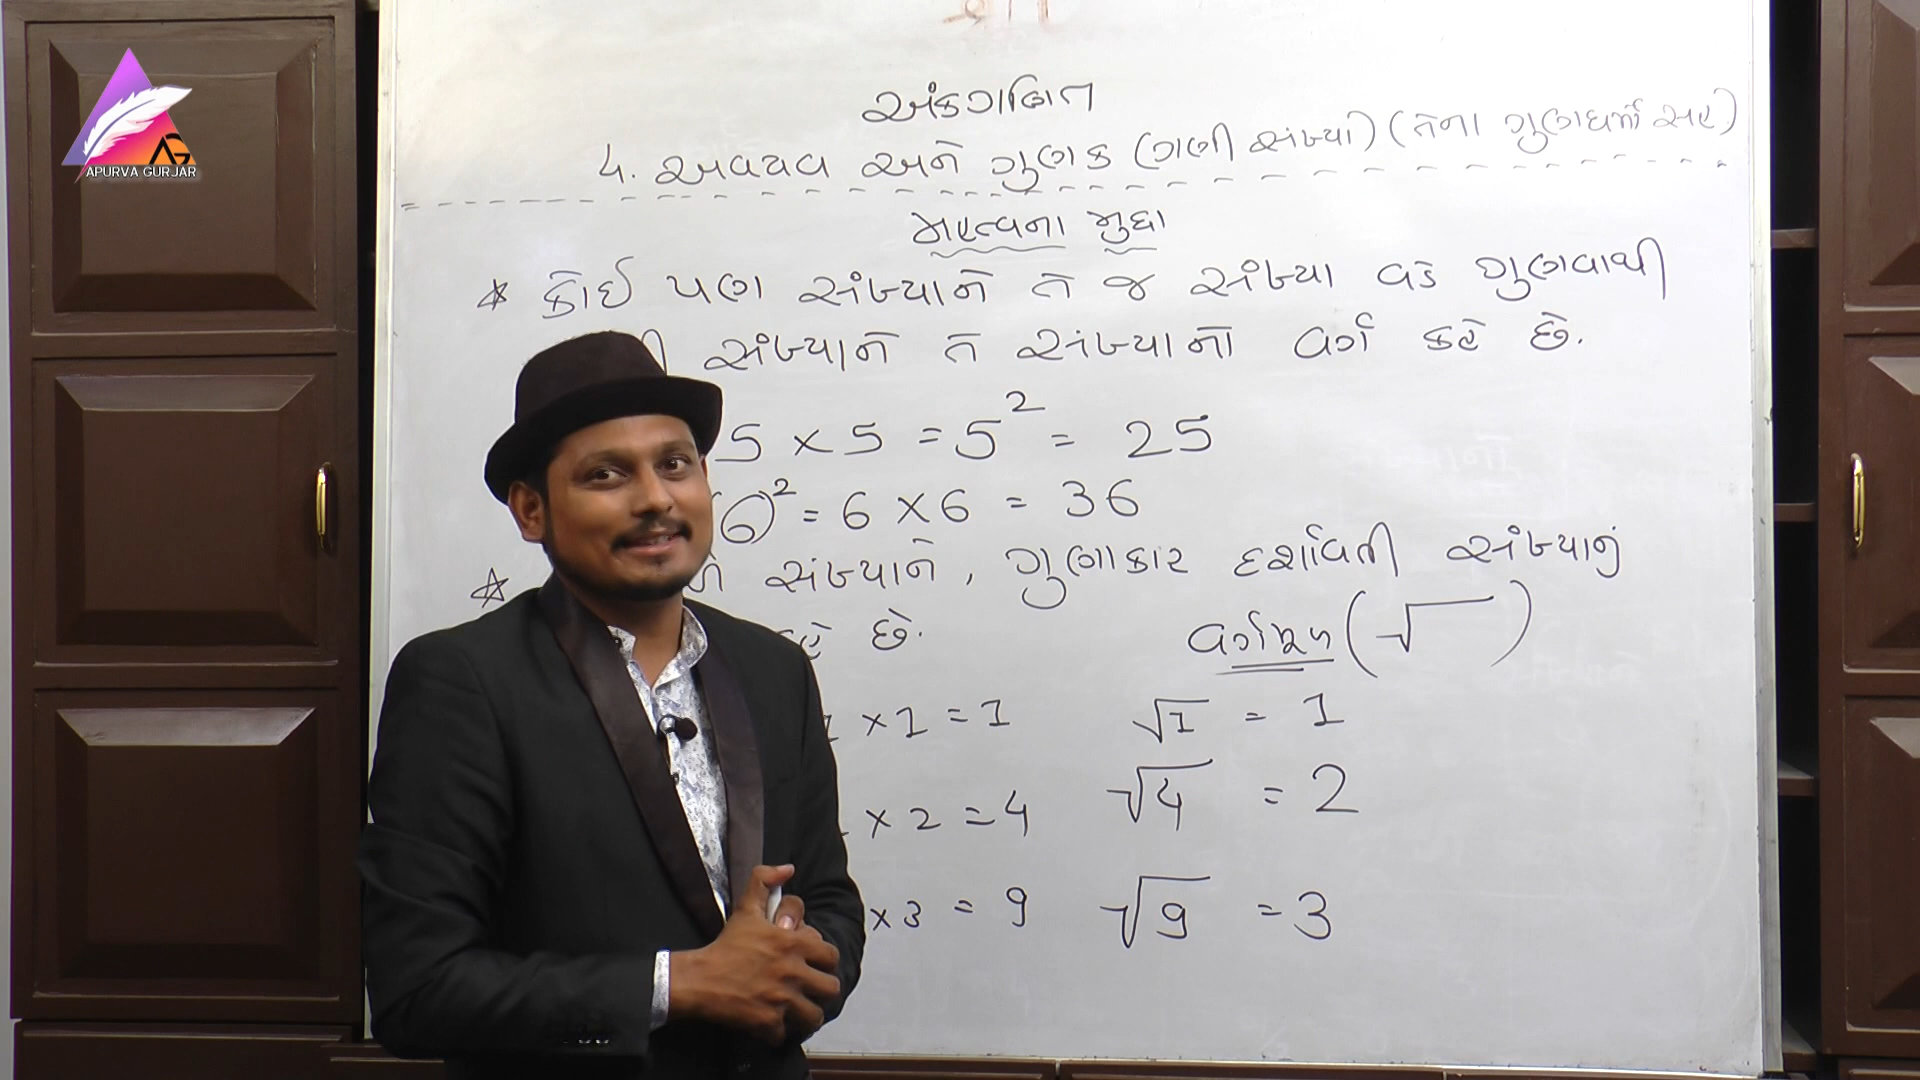 શ્રી
અંકગણિત
4. અવયવ અને ગુણક (ગણી સંખ્યા) (તેના ગુણધર્મો સહ)
મહત્વના મુદ્દા
* કોઈ પણ સંખ્યાને તે જ સંખ્યા વડે ગુણવાથી
સંખ્યાને તે સંખ્યાનો વર્ગ કહે છે.
5 × 5 = 5² = 25
(6)² = 6 × 6 = 36
* સંખ્યાને, ગુણાકાર દર્શાવતી સંખ્યાનું
વર્ગમૂળ (√ )
કહે છે.
× 1 = 1 √1 = 1
× 2 = 4 √4 = 2
× 3 = 9 √9 = 3
AG
APURVA GURJAR